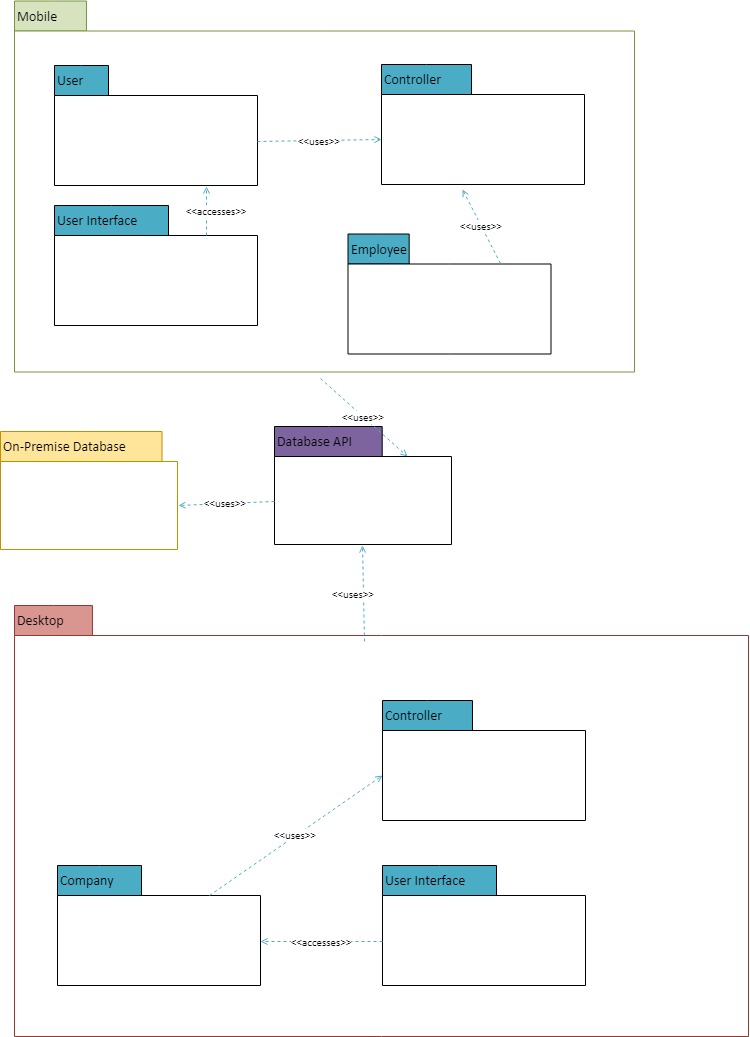 Mobile
User
Controller
<<uses>>
<<accesses>>
User Interface
<<uses>>
Employee
<<uses>>
Database API
On-Premise Database
<<uses>>
<<uses>>
Desktop
Controller
<<uses>>
Company
User Interface
<<accesses>>